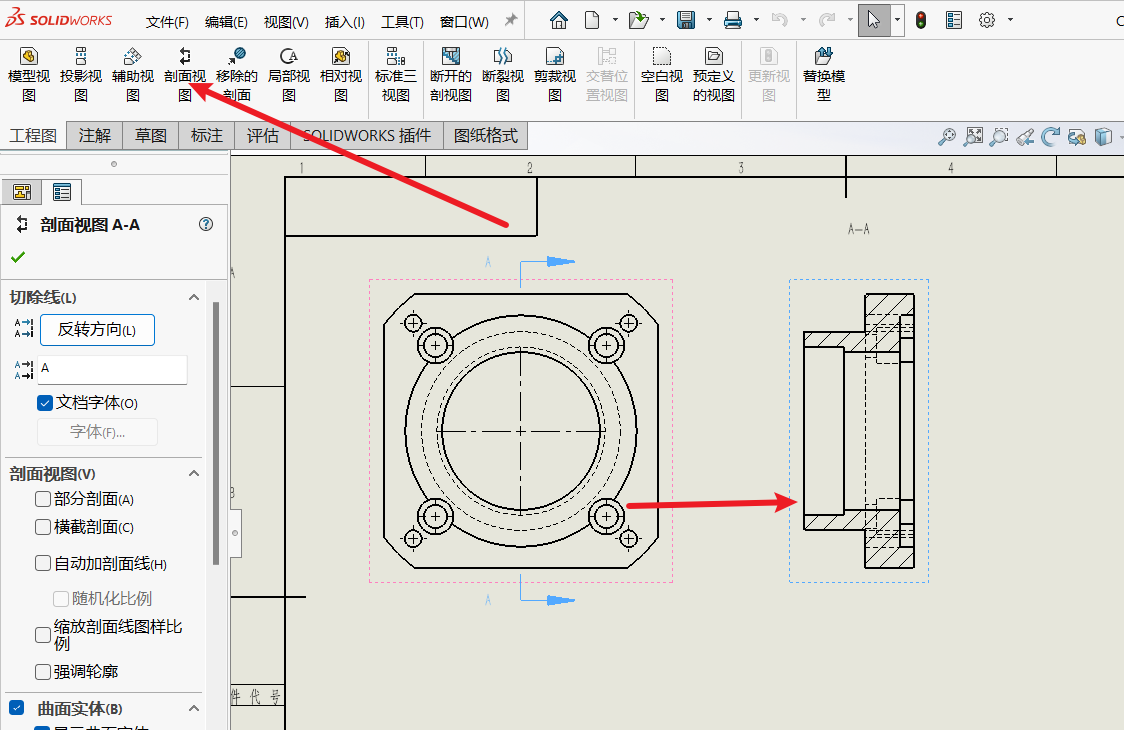 SOLIDWORKS 文件(F) 编辑(E) 视图(V) 插入(I) 工具(T) 窗口(W)
模型视图 投影视图 辅助视图 剖面视图 移除的剖面 局部视图 相对视图 标准三视图 断开的剖视图 断裂视图 剪裁视图 交替位置视图 空白视图 预定义的视图 更新视图 替换模型
工程图 注解 草图 标注 评估 SOLIDWORKS 插件 图纸格式
1 2 3 4
剖面视图 A-A
A-A
A
A
切除线(L)
反转方向(L)
A
文档字体(O)
字体(F)...
剖面视图(V)
B
部分剖面(A)
横截剖面(C)
自动加剖面线(H)
随机化比例
A
缩放剖面线图样比
例
强调轮廓
件代号
曲面实体(B)